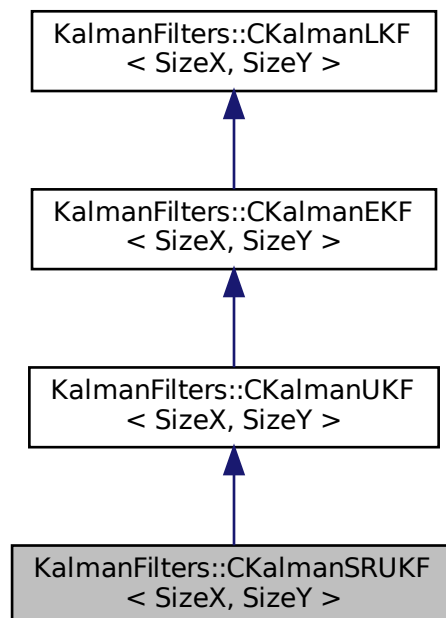 KalmanFilters::CKalmanLKF
< SizeX, SizeY >
KalmanFilters::CKalmanEKF
< SizeX, SizeY >
KalmanFilters::CKalmanUKF
< SizeX, SizeY >
KalmanFilters::CKalmanSRUKF
< SizeX, SizeY >